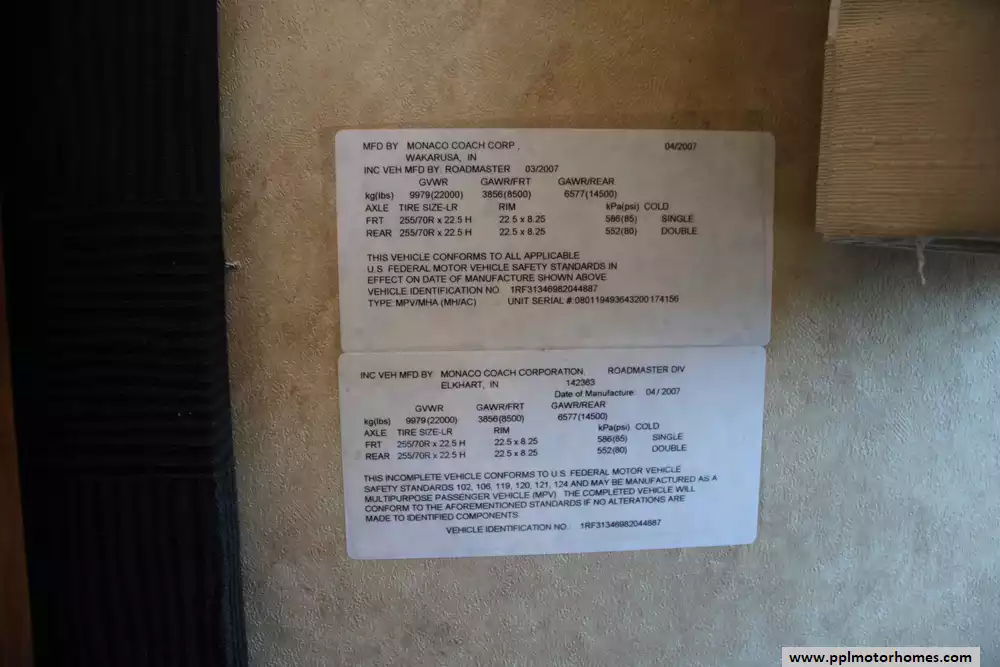 MFD BY MONACO COACH CORP. 04/2007
WAKARUSA, IN
INC VEH MFD BY: ROADMASTER 03/2007
GVWR GAWR/FRT GAWR/REAR
kg(lbs) 9979(22000) 3856(8500) 6577(14500)
AXLE TIRE SIZE-LR RIM kPa(psi) COLD
FRT 255/70R x 22.5 H 22.5 x 8.25 586(85) SINGLE
REAR 255/70R x 22.5 H 22.5 x 8.25 552(80) DOUBLE
THIS VEHICLE CONFORMS TO ALL APPLICABLE
U.S. FEDERAL MOTOR VEHICLE SAFETY STANDARDS IN
EFFECT ON DATE OF MANUFACTURE SHOWN ABOVE
VEHICLE IDENTIFICATION NO. 1RF31346982044887
TYPE: MPV/MHA (MH/AC) UNIT SERIAL #:080119493643200174156
INC VEH MFD BY MONACO COACH CORPORATION, ROADMASTER DIV
ELKHART, IN 142363
Date of Manufacture: 04/2007
GVWR GAWR/FRT GAWR/REAR
kg(lbs) 9979(22000) 3856(8500) 6577(14500)
AXLE TIRE SIZE-LR RIM kPa(psi) COLD
FRT 255/70R x 22.5 H 22.5 x 8.25 586(85) SINGLE
REAR 255/70R x 22.5 H 22.5 x 8.25 552(80) DOUBLE
THIS INCOMPLETE VEHICLE CONFORMS TO U.S. FEDERAL MOTOR VEHICLE
SAFETY STANDARDS 102, 106, 119, 120, 121, 124 AND MAY BE MANUFACTURED AS A
MULTIPURPOSE PASSENGER VEHICLE (MPV). THE COMPLETED VEHICLE WILL
CONFORM TO THE AFOREMENTIONED STANDARDS IF NO ALTERATIONS ARE
MADE TO IDENTIFIED COMPONENTS.
VEHICLE IDENTIFICATION NO.: 1RF31346982044887
www.pplmotorhomes.com